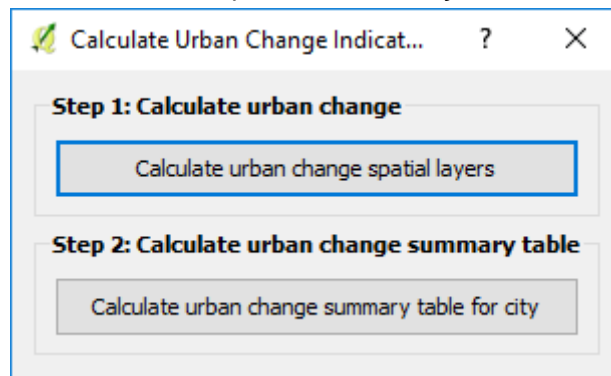 Calculate Urban Change Indicat... ? ×
Step 1: Calculate urban change
Calculate urban change spatial layers
Step 2: Calculate urban change summary table
Calculate urban change summary table for city